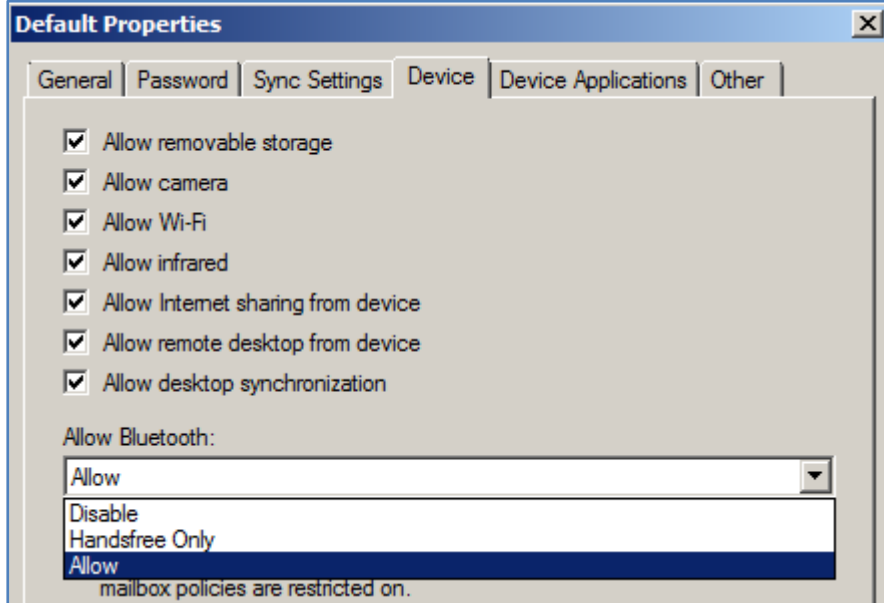 Default Properties
General Password Sync Settings Device Device Applications Other
Allow removable storage
Allow camera
Allow Wi-Fi
Allow infrared
Allow Internet sharing from device
Allow remote desktop from device
Allow desktop synchronization
Allow Bluetooth:
Allow
Disable
Handsfree Only
Allow
mailbox policies are restricted on.